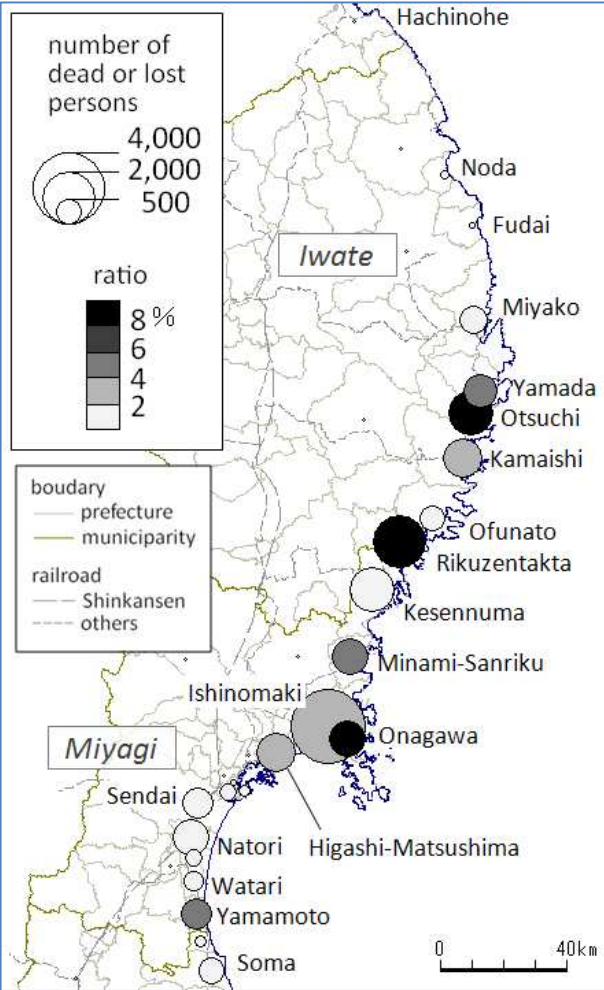 number of
dead or lost
persons
4,000
2,000
500
ratio
8 %
6
4
2
boudary
prefecture
municiparity
railroad
Shinkansen
others
Hachinohe
Noda
Fudai
Iwate
Miyako
Yamada
Otsuchi
Kamaishi
Ofunato
Rikuzentakta
Kesennuma
Minami-Sanriku
Ishinomaki
Onagawa
Miyagi
Sendai
Higashi-Matsushima
Natori
Watari
Yamamoto
Soma
0 40km